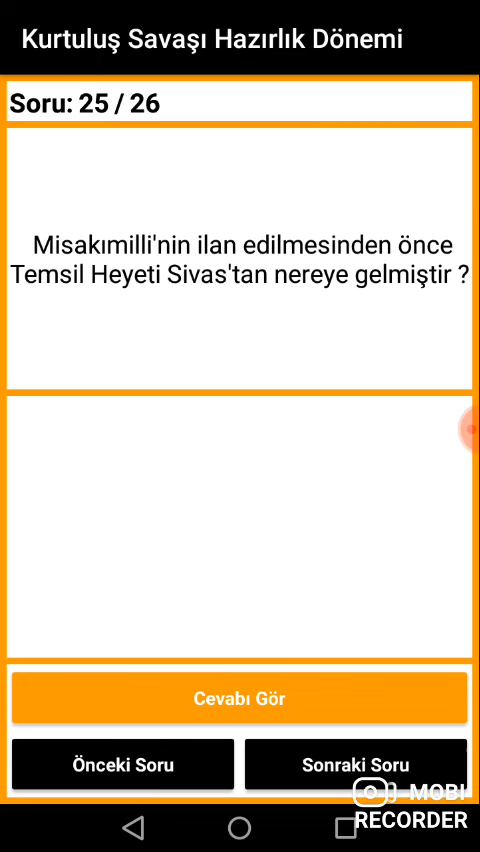 Kurtuluş Savaşı Hazırlık Dönemi
Soru: 25 / 26
Misakımilli'nin ilan edilmesinden önce
Temsil Heyeti Sivas'tan nereye gelmiştir ?
Cevabı Gör
Önceki Soru
Sonraki Soru
MOBI
RECORDER